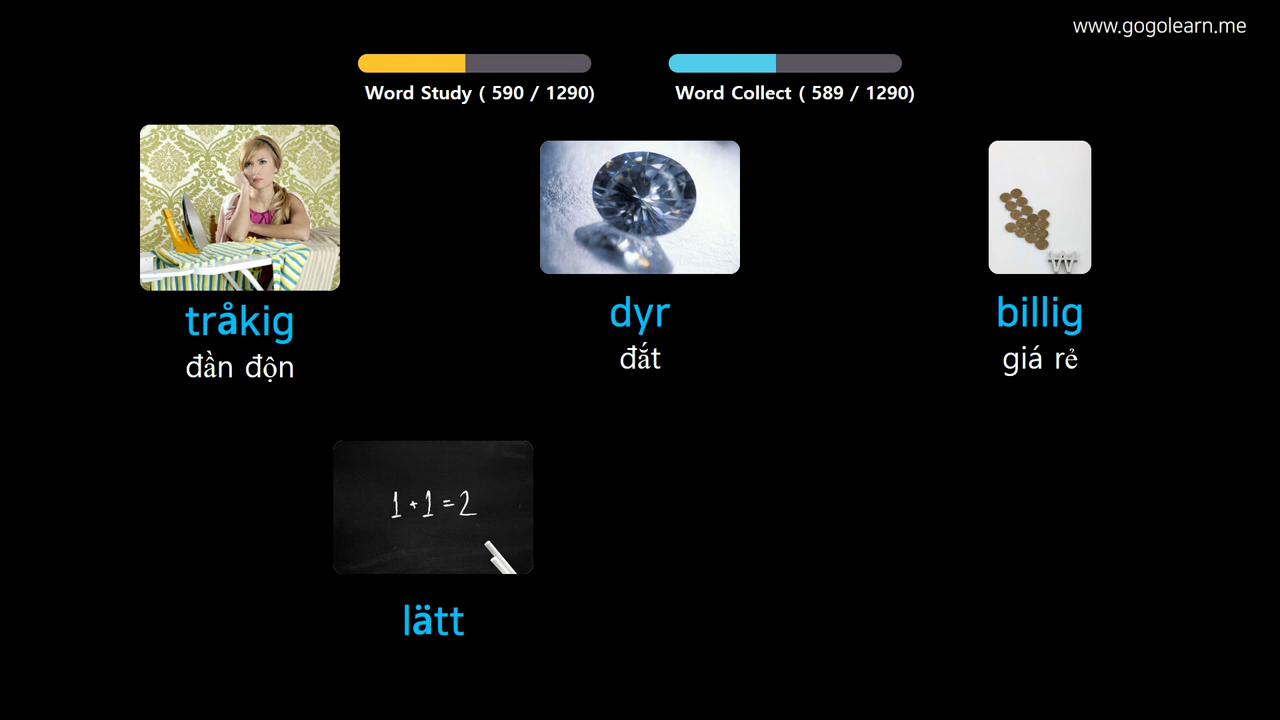 www.gogolearn.me
Word Study ( 590 / 1290)
Word Collect ( 589 / 1290)
tråkig
đần độn
dyr
đắt
billig
giá rẻ
1 + 1 = 2
lätt